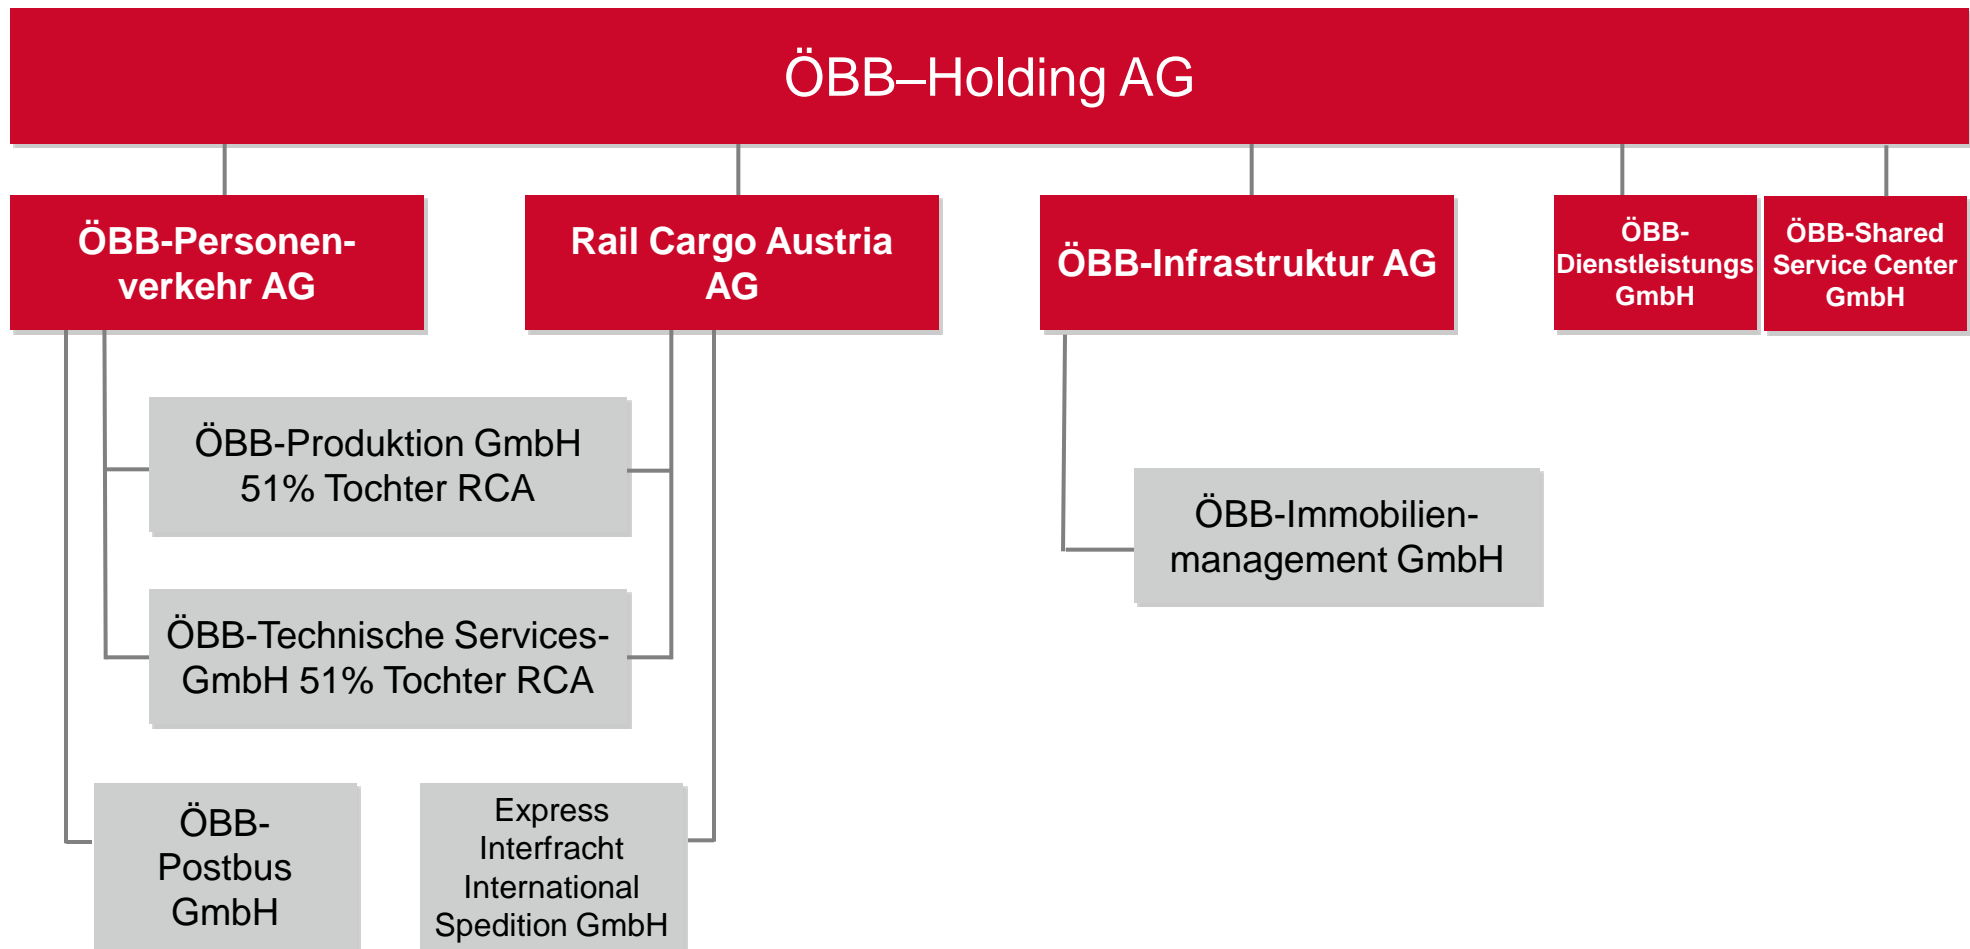 ÖBB–Holding AG
ÖBB-Personen-
verkehr AG
Rail Cargo Austria
AG
ÖBB-Infrastruktur AG
ÖBB-
Dienstleistungs
GmbH
ÖBB-Shared
Service Center
GmbH
ÖBB-Produktion GmbH
51% Tochter RCA
ÖBB-Immobilien-
management GmbH
ÖBB-Technische Services-
GmbH 51% Tochter RCA
ÖBB-
Postbus
GmbH
Express
Interfracht
International
Spedition GmbH